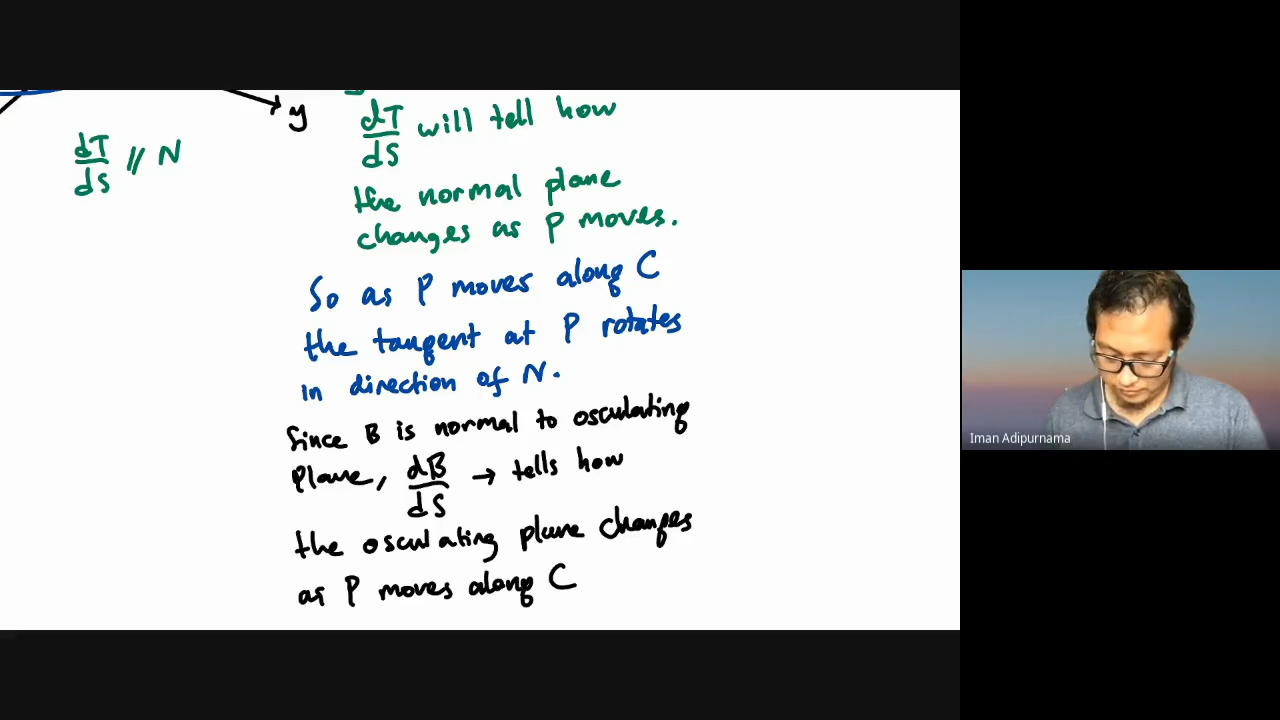 y
dT
dS // N
dT
dS will tell how
the normal plane
changes as P moves.
So as P moves along C
the tangent at P rotates
in direction of N.
Since B is normal to osculating
plane, dB
dS → tells how
the osculating plane changes
as P moves along C
Iman Adipurnama